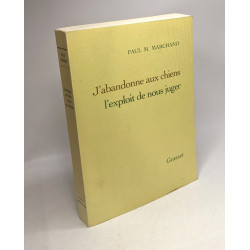 PAUL M. MARCHAND
J'abandonne aux chiens
l'exploit de nous juger
Grasset